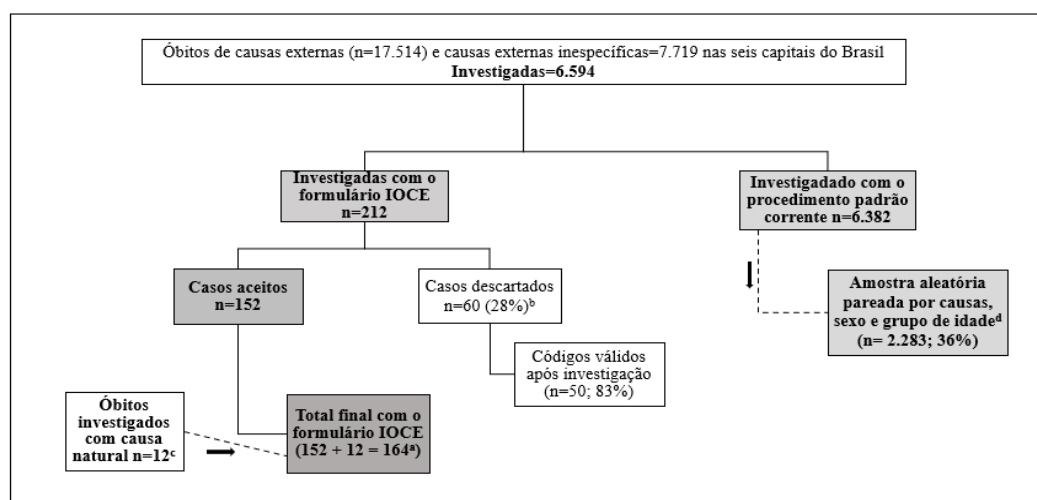 Óbitos de causas externas (n=17.514) e causas externas inespecíficas=7.719 nas seis capitais do Brasil
Investigadas=6.594
Investigadas com o
formulário IOCE
n=212
Investigadado com o
procedimento padrão
corrente n=6.382
Casos aceitos
n=152
Casos descartados
n=60 (28%)ᵇ
Amostra aleatória
pareada por causas,
sexo e grupo de idadeᵈ
(n= 2.283; 36%)
Códigos válidos
após investigação
(n=50; 83%)
Óbitos
investigados
com causa
natural n=12ᶜ
Total final com o
formulário IOCE
(152 + 12 = 164ᵃ)